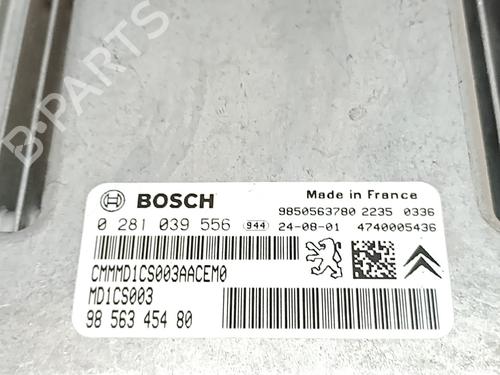 B-PARTS
BOSCH
Made in France
0 281 039 556 944
9850563780 2235 0336
24-08-01 4740005436
CMMMD1CS003AACEM0
MD1CS003
98 563 454 80